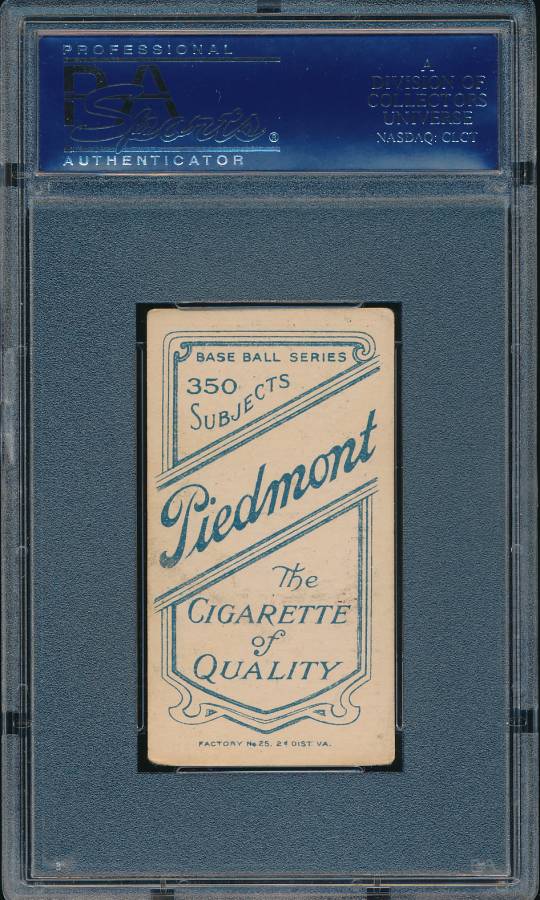 PROFESSIONAL
PSA
Sports®
AUTHENTICATOR
A
DIVISION OF
COLLECTORS
UNIVERSE
NASDAQ: CLCT
BASE BALL SERIES
350
SUBJECTS
Piedmont
The
CIGARETTE
of
QUALITY
FACTORY No 25. 2d DIST. VA.